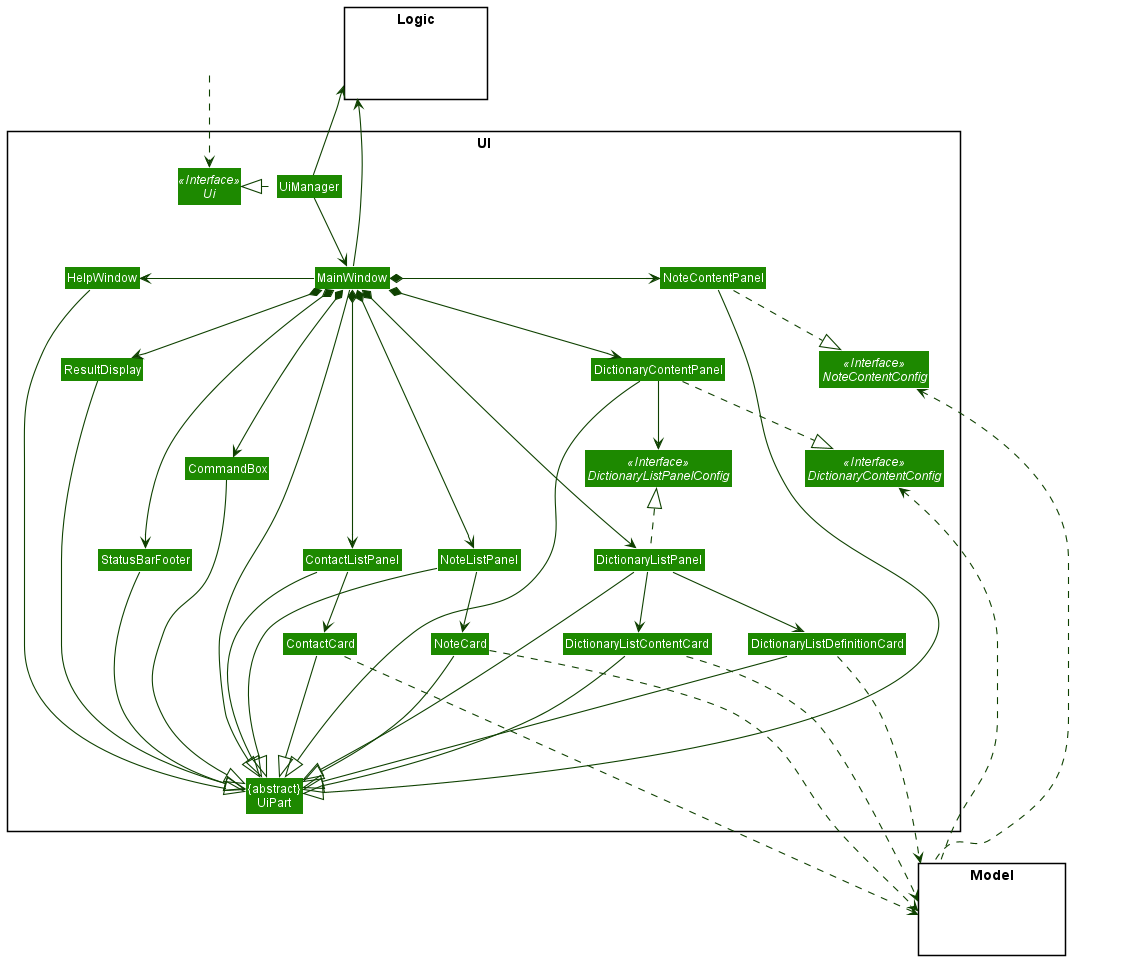 Logic
UI
«Interface»
Ui
UiManager
HelpWindow
MainWindow
NoteContentPanel
ResultDisplay
DictionaryContentPanel
«Interface»
NoteContentConfig
CommandBox
«Interface»
DictionaryListPanelConfig
«Interface»
DictionaryContentConfig
StatusBarFooter
ContactListPanel
NoteListPanel
DictionaryListPanel
ContactCard
NoteCard
DictionaryListContentCard
DictionaryListDefinitionCard
{abstract}
UiPart
Model